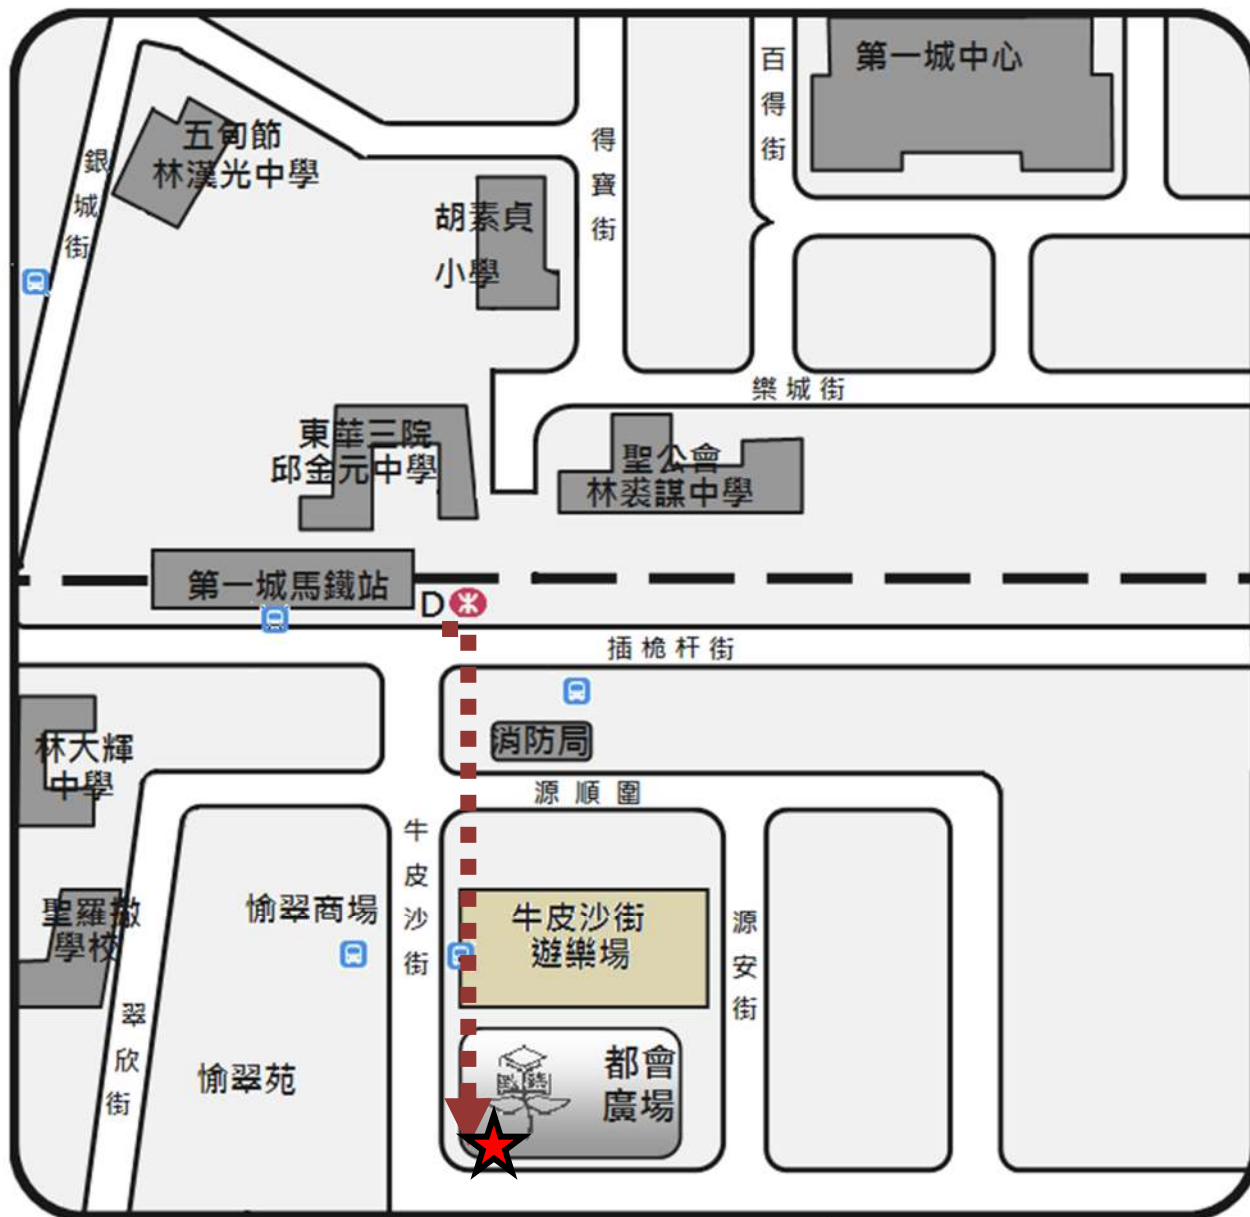 第一城中心
百得街
五旬節
林漢光中學
得寶街
銀城街
胡素貞
小學
樂城街
東華三院
邱金元中學
聖公會
林裘謀中學
第一城馬鐵站
D
插桅杆街
林大輝
中學
消防局
源順圍
牛皮沙街
聖羅撒
學校
愉翠商場
牛皮沙街
遊樂場
源安街
翠欣街
愉翠苑
都會
廣場